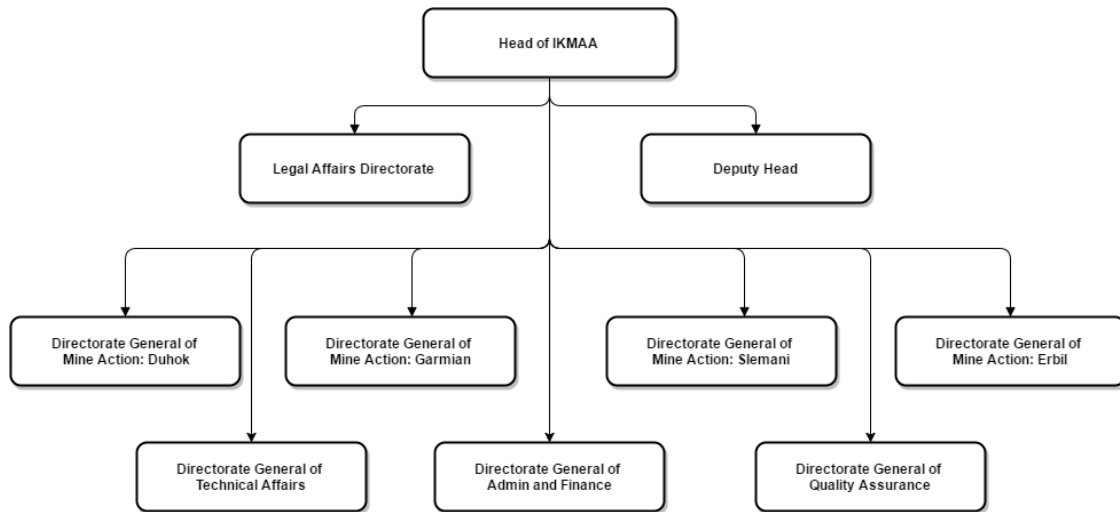 Head of IKMAA
Legal Affairs Directorate
Deputy Head
Directorate General of
Mine Action: Duhok
Directorate General of
Mine Action: Garmian
Directorate General of
Mine Action: Slemani
Directorate General of
Mine Action: Erbil
Directorate General of
Technical Affairs
Directorate General of
Admin and Finance
Directorate General of
Quality Assurance